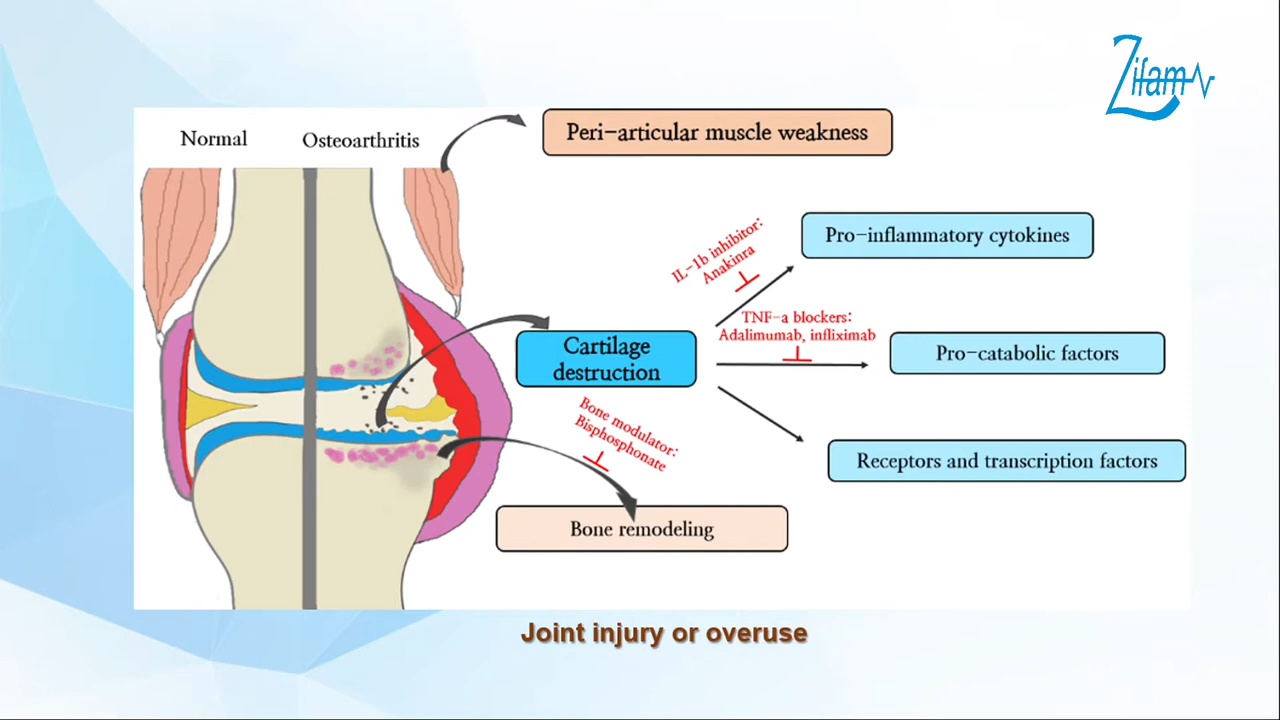 Zifam
Normal
Osteoarthritis
Peri-articular muscle weakness
IL-1b inhibitor:
Anakinra
Pro-inflammatory cytokines
TNF-a blockers:
Adalimumab, infliximab
Cartilage
destruction
Pro-catabolic factors
Bone modulator:
Bisphosphonate
Receptors and transcription factors
Bone remodeling
Joint injury or overuse